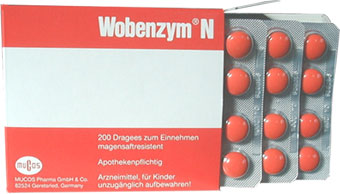 Wobenzym® N
200 Dragees zum Einnehmen
magensaftresistent
Apothekenpflichtig
Arzneimittel, für Kinder
unzugänglich aufbewahren!
mucos
MUCOS Pharma GmbH & Co.
82524 Geretsried, Germany